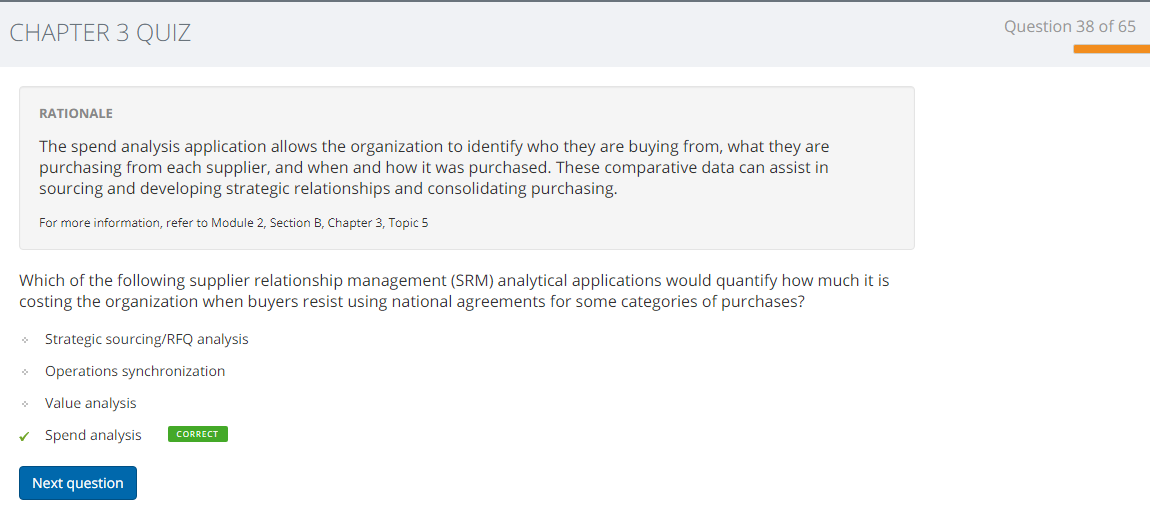 CHAPTER 3 QUIZ
Question 38 of 65
RATIONALE
The spend analysis application allows the organization to identify who they are buying from, what they are
purchasing from each supplier, and when and how it was purchased. These comparative data can assist in
sourcing and developing strategic relationships and consolidating purchasing.
For more information, refer to Module 2, Section B, Chapter 3, Topic 5
Which of the following supplier relationship management (SRM) analytical applications would quantify how much it is
costing the organization when buyers resist using national agreements for some categories of purchases?
Strategic sourcing/RFQ analysis
Operations synchronization
Value analysis
Spend analysis CORRECT
Next question